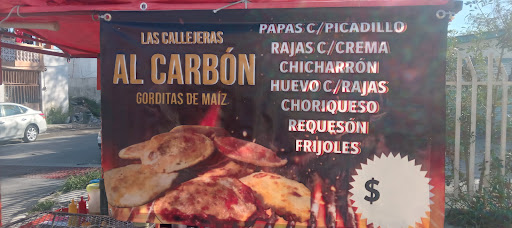 LAS CALLEJERAS
AL CARBÓN
GORDITAS DE MAÍZ
PAPAS C/PICADILLO
RAJAS C/CREMA
CHICHARRÓN
HUEVO C/RAJAS
CHORIQUESO
REQUESÓN
FRIJOLES
$